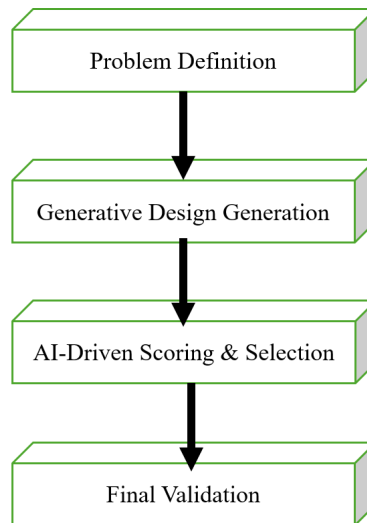 Problem Definition
Generative Design Generation
AI-Driven Scoring & Selection
Final Validation